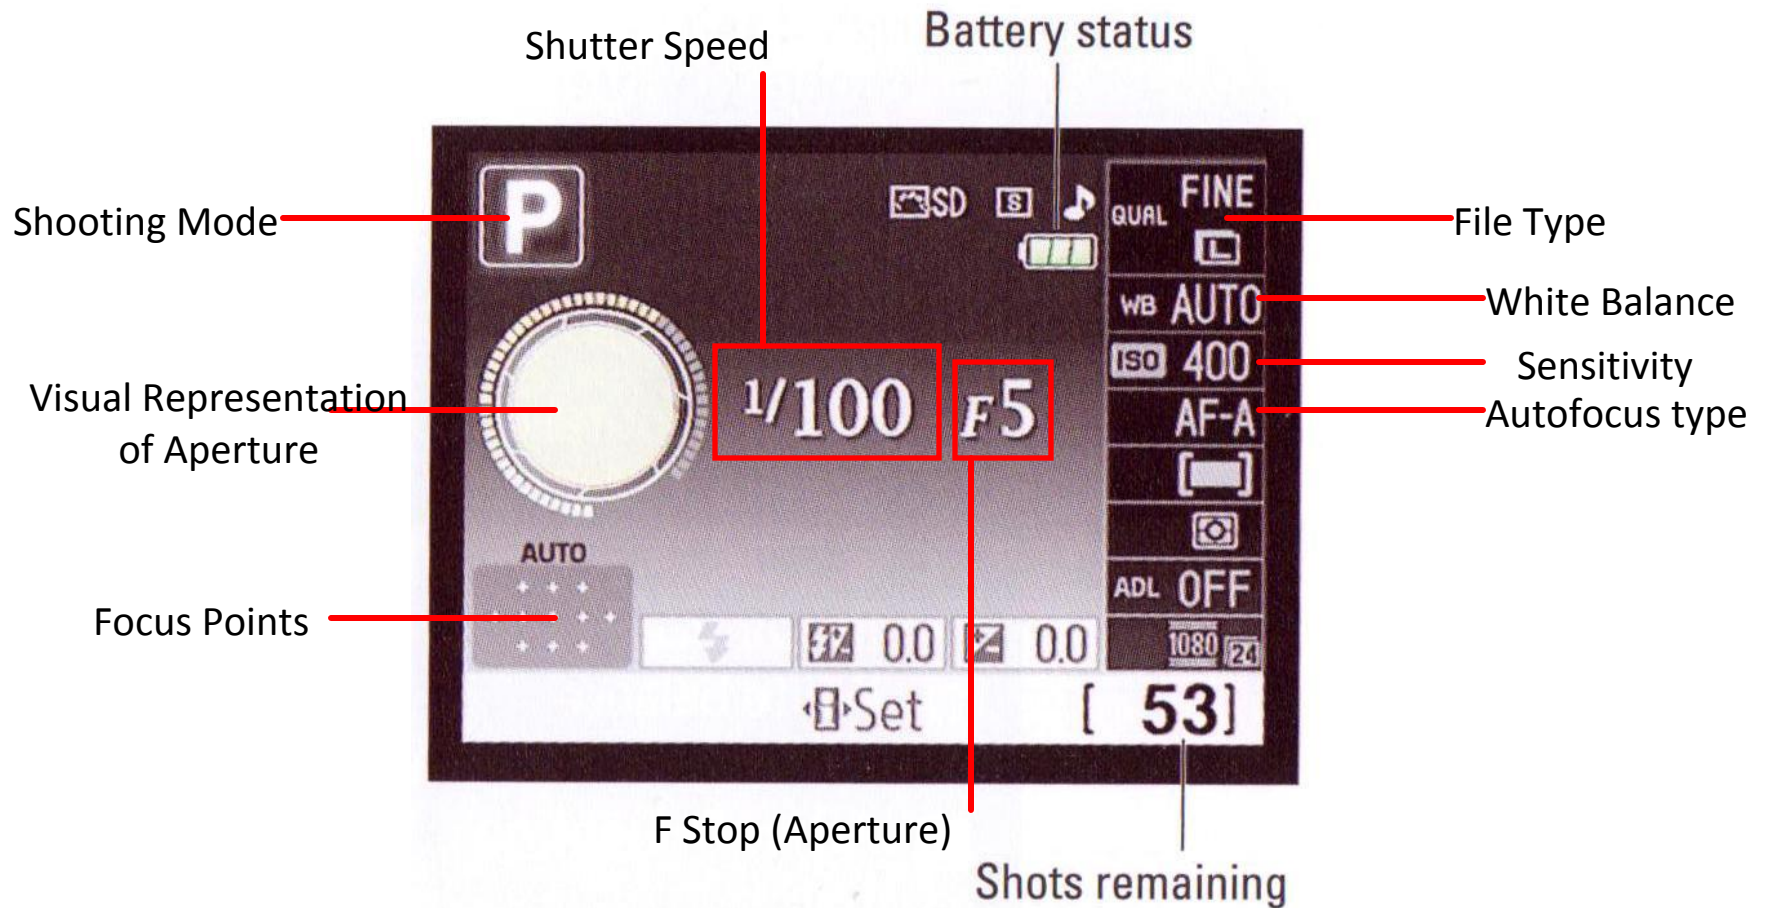 Battery status
Shutter Speed
P
SD S
FINE
QUAL
L
Shooting Mode
File Type
WB AUTO
White Balance
ISO 400
Sensitivity
Visual Representation
of Aperture
1/100 F5
AF-A
Autofocus type
AUTO
ADL OFF
Focus Points
0.0 0.0
1080 24
Set [ 53]
F Stop (Aperture)
Shots remaining